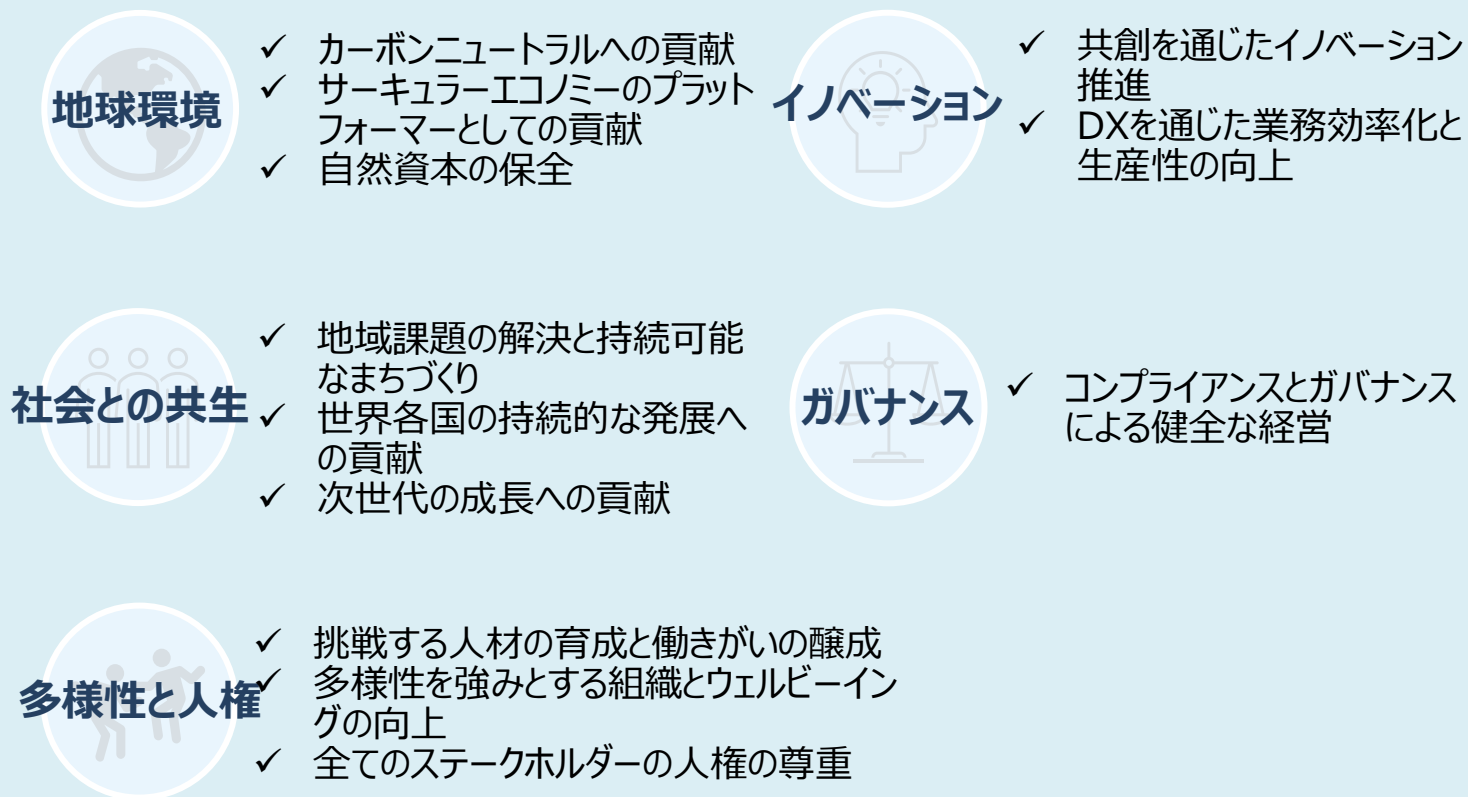 地球環境
✓ カーボンニュートラルへの貢献
✓ サーキュラーエコノミーのプラット
フォーマーとしての貢献
✓ 自然資本の保全
イノベーション
✓ 共創を通じたイノベーション
推進
✓ DXを通じた業務効率化と
生産性の向上
社会との共生
✓ 地域課題の解決と持続可能
なまちづくり
✓ 世界各国の持続的な発展へ
の貢献
✓ 次世代の成長への貢献
ガバナンス
✓ コンプライアンスとガバナンス
による健全な経営
多様性と人権
✓ 挑戦する人材の育成と働きがいの醸成
✓ 多様性を強みとする組織とウェルビーイン
グの向上
✓ 全てのステークホルダーの人権の尊重